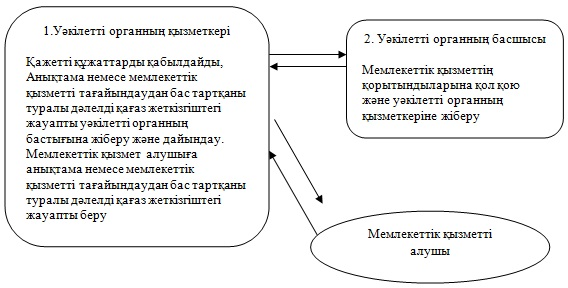 1.Уәкілетті органның қызметкері
Қажетті құжаттарды қабылдайды,
Анықтама немесе мемлекеттік
қызметті тағайындаудан бас тартқаны
туралы дәлелді қағаз жеткізгіштегі
жауапты уәкілетті органның
бастығына жіберу және дайындау.
Мемлекеттік қызмет алушыға
анықтама немесе мемлекеттік
қызметті тағайындаудан бас тартқаны
туралы дәлелді қағаз жеткізгіштегі
жауапты беру
2. Уәкілетті органның басшысы
Мемлекеттік қызметтің
қорытындыларына қол қою
және уәкілетті органның
қызметкеріне жіберу
Мемлекеттік қызметті
алушы